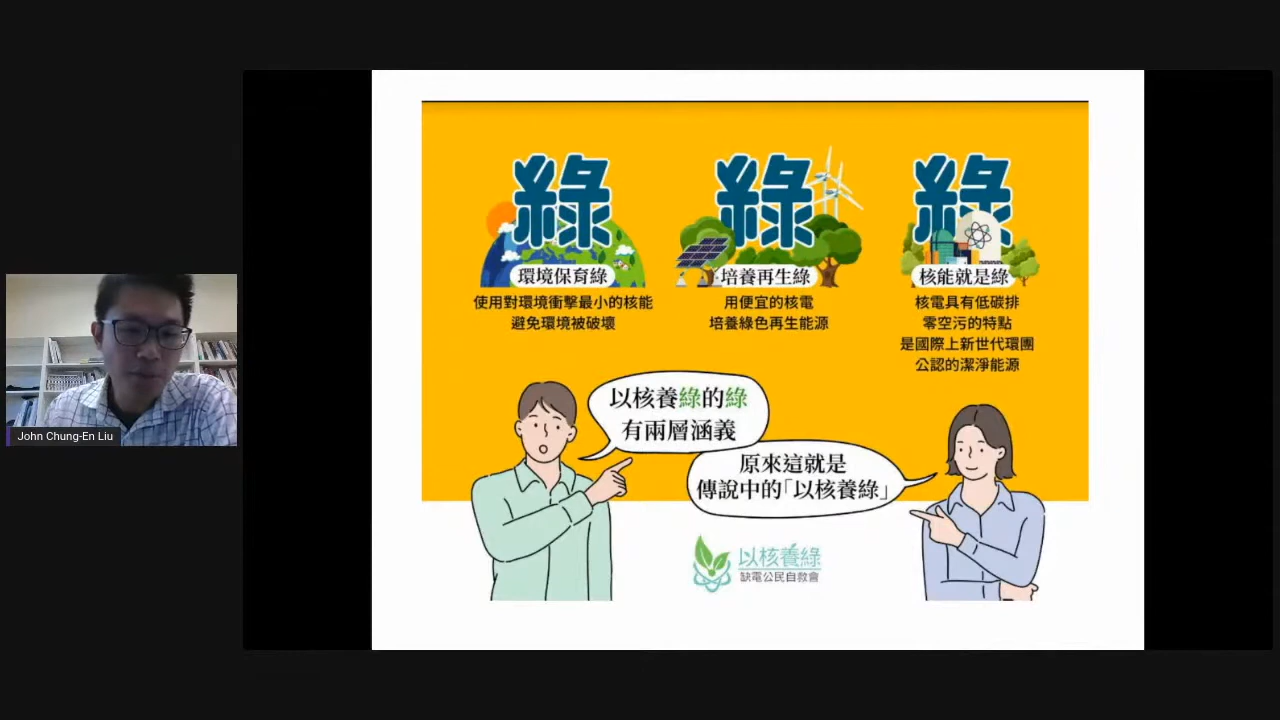 綠
環境保育綠
使用對環境衝擊最小的核能
避免環境被破壞
綠
培養再生綠
用便宜的核電
培養綠色再生能源
綠
核能就是綠
核電具有低碳排
零空污的特點
是國際上新世代環團
公認的潔淨能源
以核養綠的綠
有兩層涵義
原來這就是
傳說中的「以核養綠」
以核養綠
缺電公民自救會
John Chung-En Liu